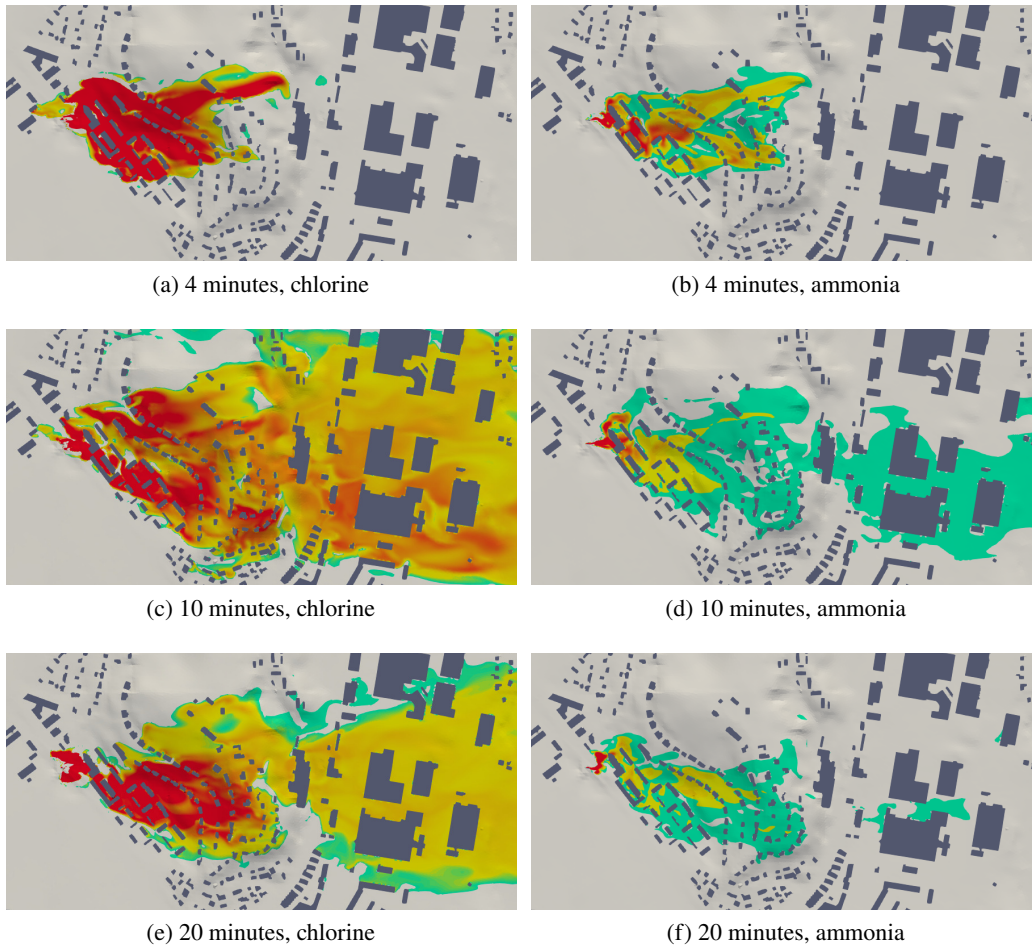 (a) 4 minutes, chlorine
(b) 4 minutes, ammonia
(c) 10 minutes, chlorine
(d) 10 minutes, ammonia
(e) 20 minutes, chlorine
(f) 20 minutes, ammonia